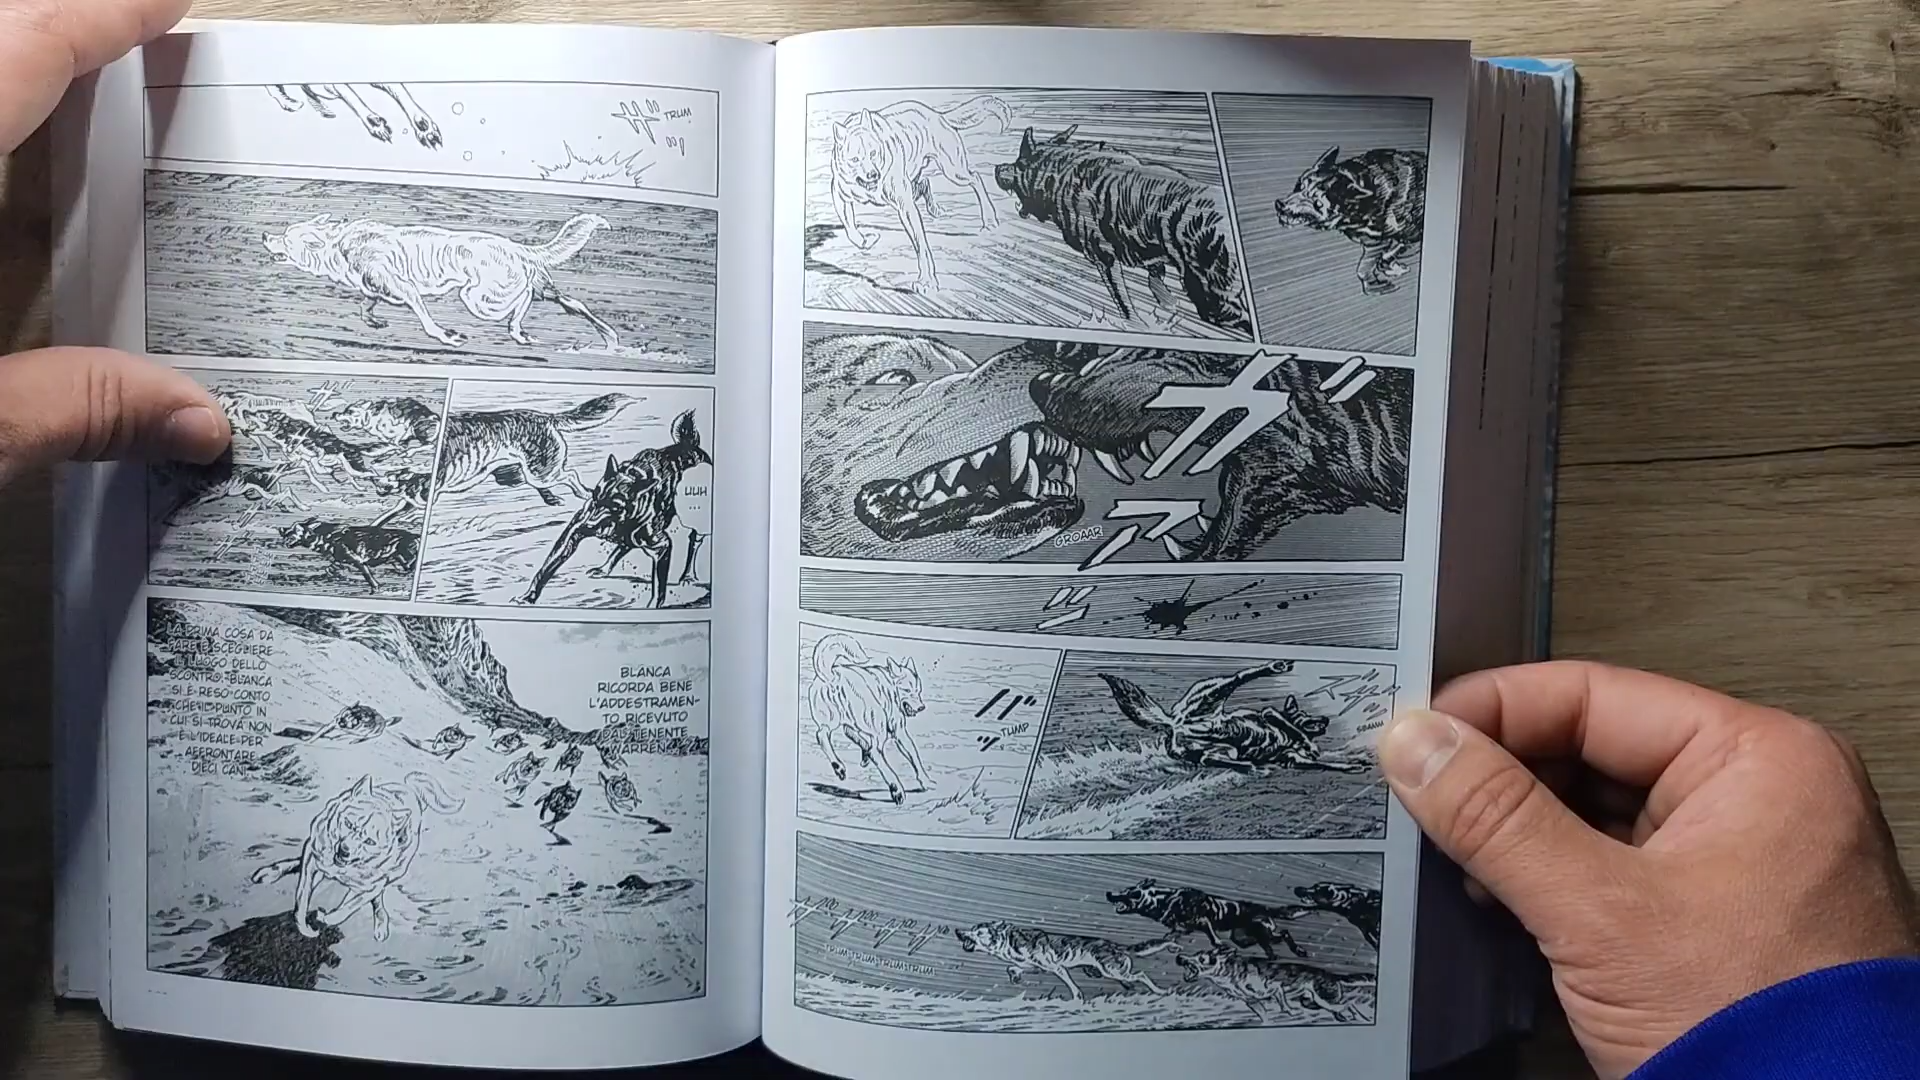 TRUM
UUH
...
LA PRIMA COSA DA
FARE È SCEGLIERE
IL LUOGO DELLO
SCONTRO. BLANCA
SI È RESO CONTO
CHE IL PUNTO IN
CUI SI TROVA NON
È L'IDEALE PER
AFFRONTARE
DIECI CANI.
BLANCA
RICORDA BENE
L'ADDESTRAMEN-
TO RICEVUTO
DAL TENENTE
WARREN.
ガ
GROAAR
TUMP
TRUM TRUM TRUM TRUM